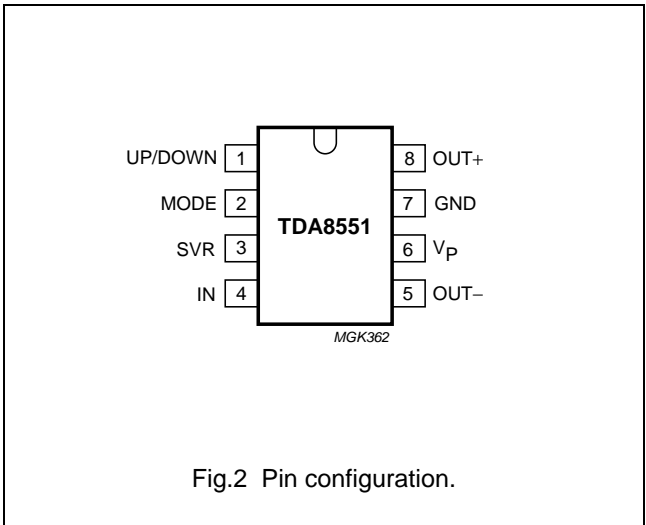 UP/DOWN 1 8 OUT+
MODE 2 7 GND
TDA8551
SVR 3 6 VP
IN 4 5 OUT−
MGK362
Fig.2 Pin configuration.